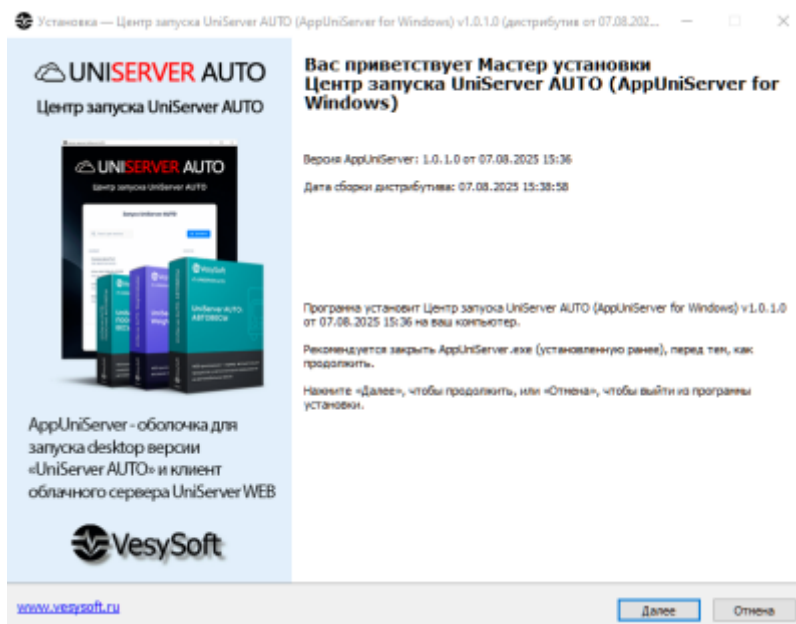 Установка — Центр запуска UniServer AUTO (AppUniServer for Windows) v1.0.1.0 (дистрибутив от 07.08.202...
UNISERVER AUTO
Центр запуска UniServer AUTO
UNISERVER AUTO
Центр запуска UniServer AUTO
VesySoft
UniServer AUTO:
АВТОВЕСЫ
AppUniServer - оболочка для
запуска desktop версии
«UniServer AUTO» и клиент
облачного сервера UniServer WEB
VesySoft
Вас приветствует Мастер установки
Центр запуска UniServer AUTO (AppUniServer for
Windows)
Версия AppUniServer: 1.0.1.0 от 07.08.2025 15:36
Дата сборки дистрибутива: 07.08.2025 15:38:58
Программа установит Центр запуска UniServer AUTO (AppUniServer for Windows) v1.0.1.0
от 07.08.2025 15:36 на ваш компьютер.
Рекомендуется закрыть AppUniServer.exe (установленную ранее), перед тем, как
продолжить.
Нажмите «Далее», чтобы продолжить, или «Отмена», чтобы выйти из программы
установки.
www.vesysoft.ru
Далее
Отмена